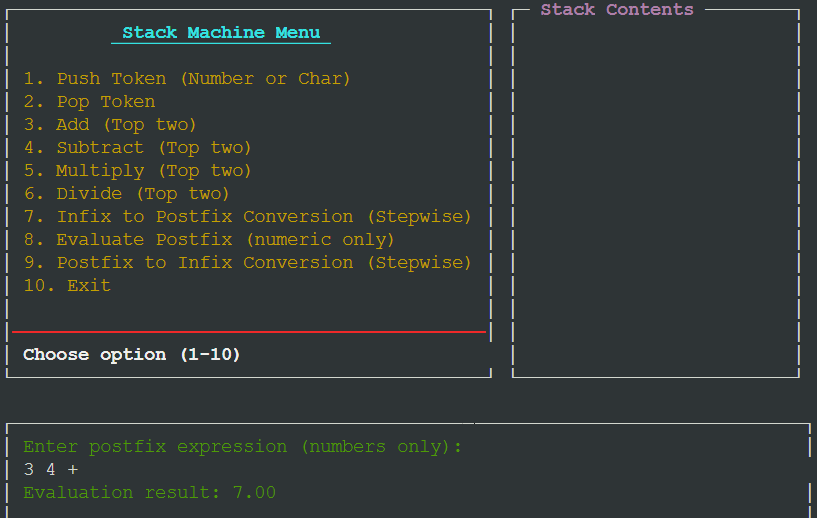 Stack Machine Menu
1. Push Token (Number or Char)
2. Pop Token
3. Add (Top two)
4. Subtract (Top two)
5. Multiply (Top two)
6. Divide (Top two)
7. Infix to Postfix Conversion (Stepwise)
8. Evaluate Postfix (numeric only)
9. Postfix to Infix Conversion (Stepwise)
10. Exit
Choose option (1-10)
Stack Contents
Enter postfix expression (numbers only):
3 4 +
Evaluation result: 7.00